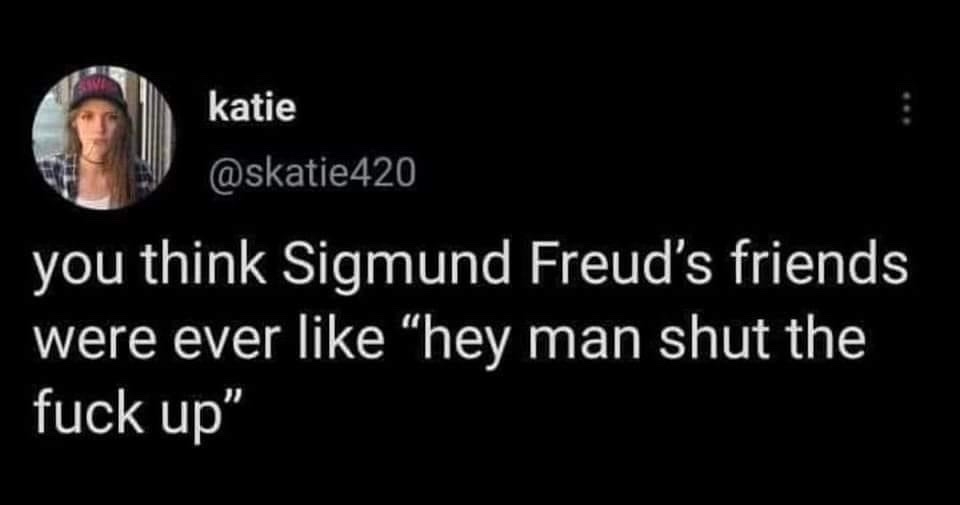 katie
@skatie420
you think Sigmund Freud’s friends
were ever like “hey man shut the
fuck up”